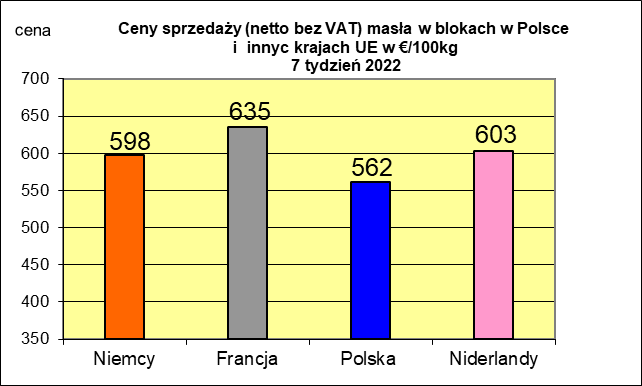 cena
Ceny sprzedaży (netto bez VAT) masła w blokach w Polsce
i innyc krajach UE w €/100kg
7 tydzień 2022
700
650
600
550
500
450
400
350
598
635
562
603
Niemcy Francja Polska Niderlandy